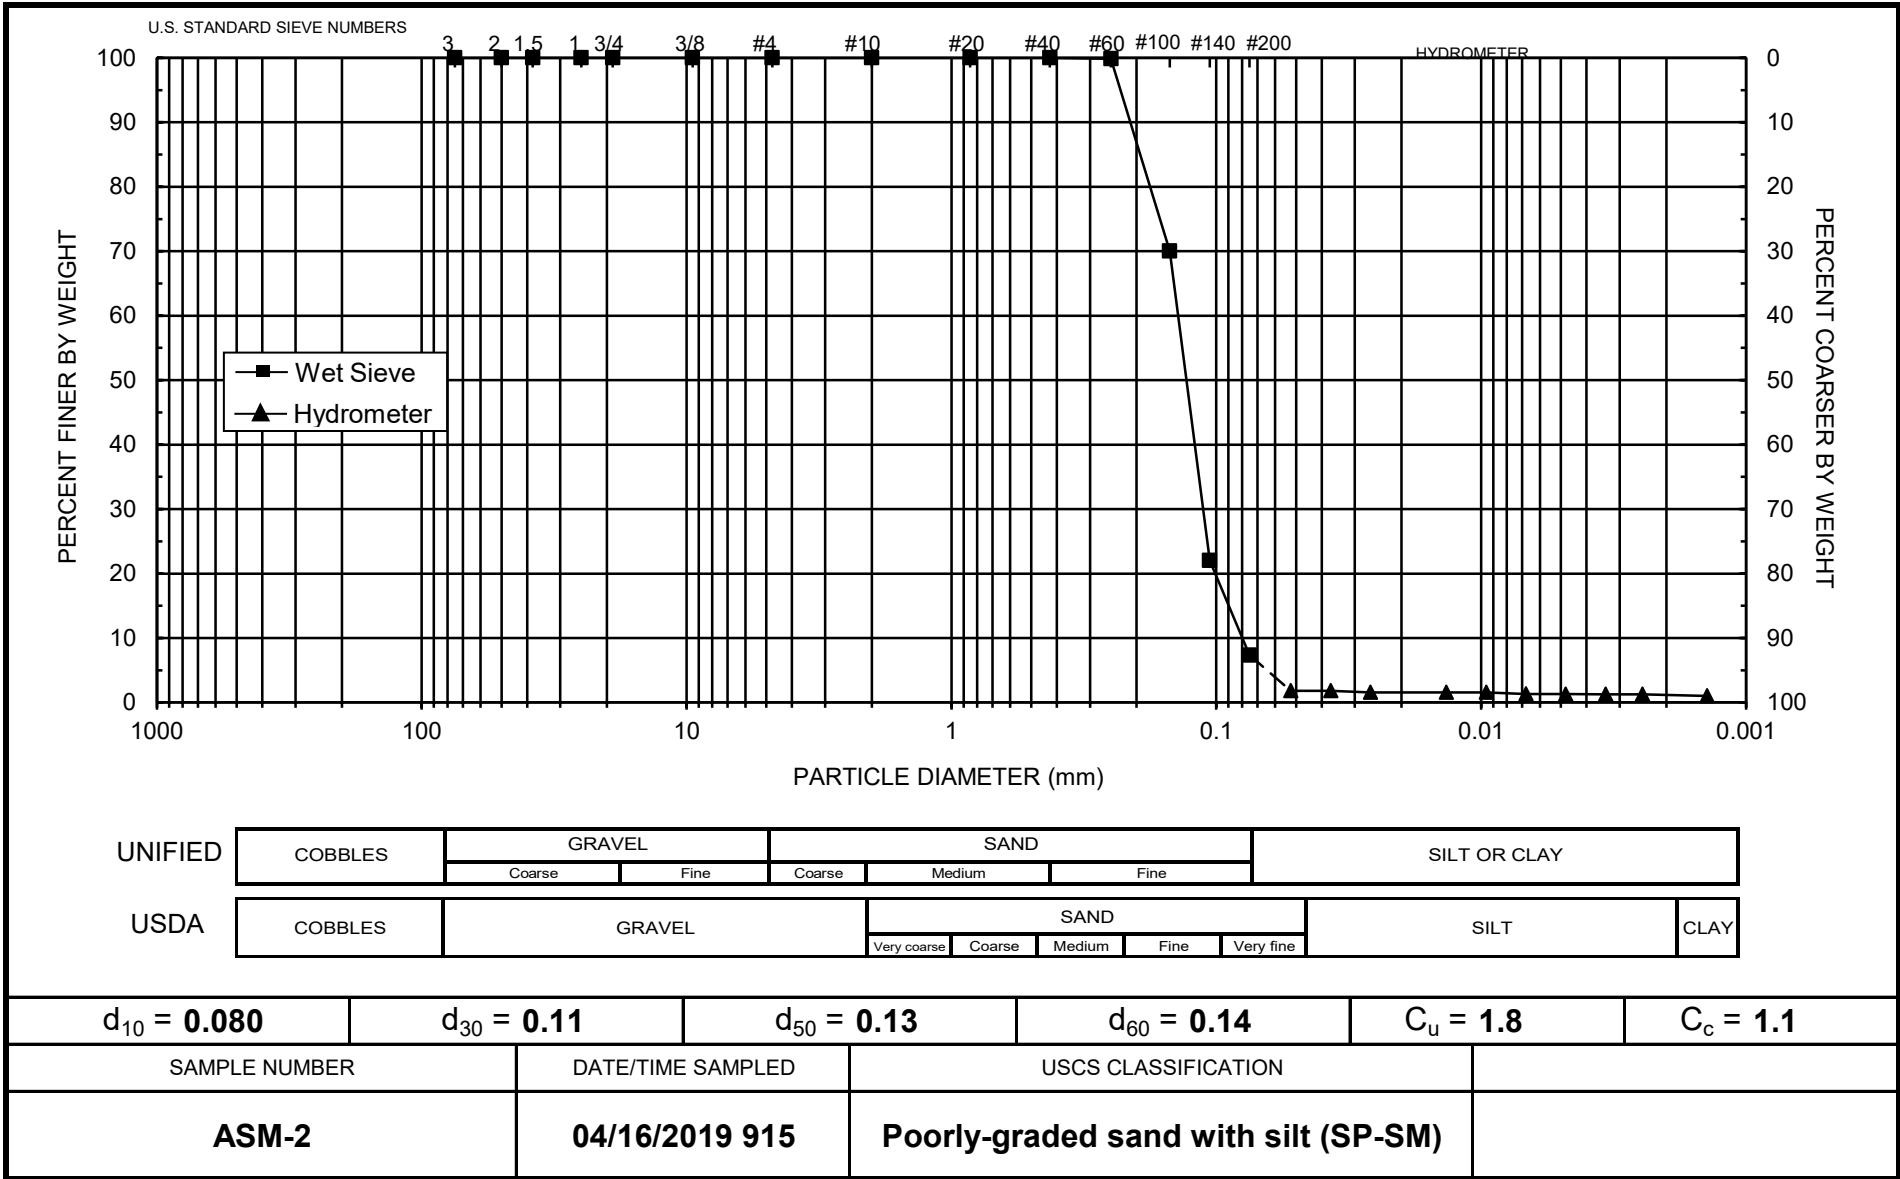 U.S. STANDARD SIEVE NUMBERS
3 2 1.5 1 3/4 3/8 #4 #10 #20 #40 #60 #100 #140 #200
HYDROMETER
100 0
90 10
80 20
70 30
60 40
50 50
40 60
30 70
20 80
10 90
0 100
PERCENT FINER BY WEIGHT
PERCENT COARSER BY WEIGHT
Wet Sieve
Hydrometer
1000 100 10 1 0.1 0.01 0.001
PARTICLE DIAMETER (mm)
UNIFIED COBBLES GRAVEL SAND SILT OR CLAY
Coarse Fine Coarse Medium Fine
USDA COBBLES GRAVEL SAND SILT CLAY
Very coarse Coarse Medium Fine Very fine
d10 = 0.080 d30 = 0.11 d50 = 0.13 d60 = 0.14 Cu = 1.8 Cc = 1.1
SAMPLE NUMBER DATE/TIME SAMPLED USCS CLASSIFICATION
ASM-2 04/16/2019 915 Poorly-graded sand with silt (SP-SM)